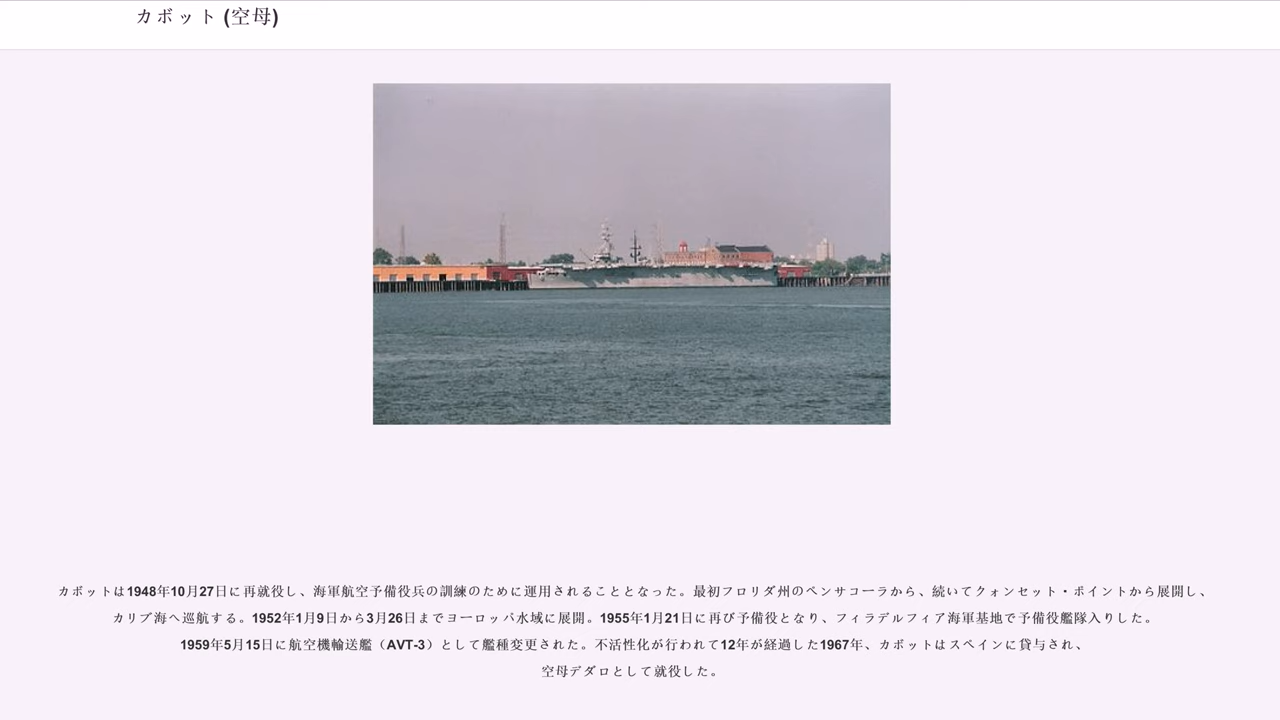 カボット (空母)
カボットは1948年10月27日に再就役し、海軍航空予備役兵の訓練のために運用されることとなった。最初フロリダ州のペンサコーラから、続いてクォンセット・ポイントから展開し、
カリブ海へ巡航する。1952年1月9日から3月26日までヨーロッパ水域に展開。1955年1月21日に再び予備役となり、フィラデルフィア海軍基地で予備役艦隊入りした。
1959年5月15日に航空機輸送艦（AVT-3）として艦種変更された。不活性化が行われて12年が経過した1967年、カボットはスペインに貸与され、
空母デダロとして就役した。